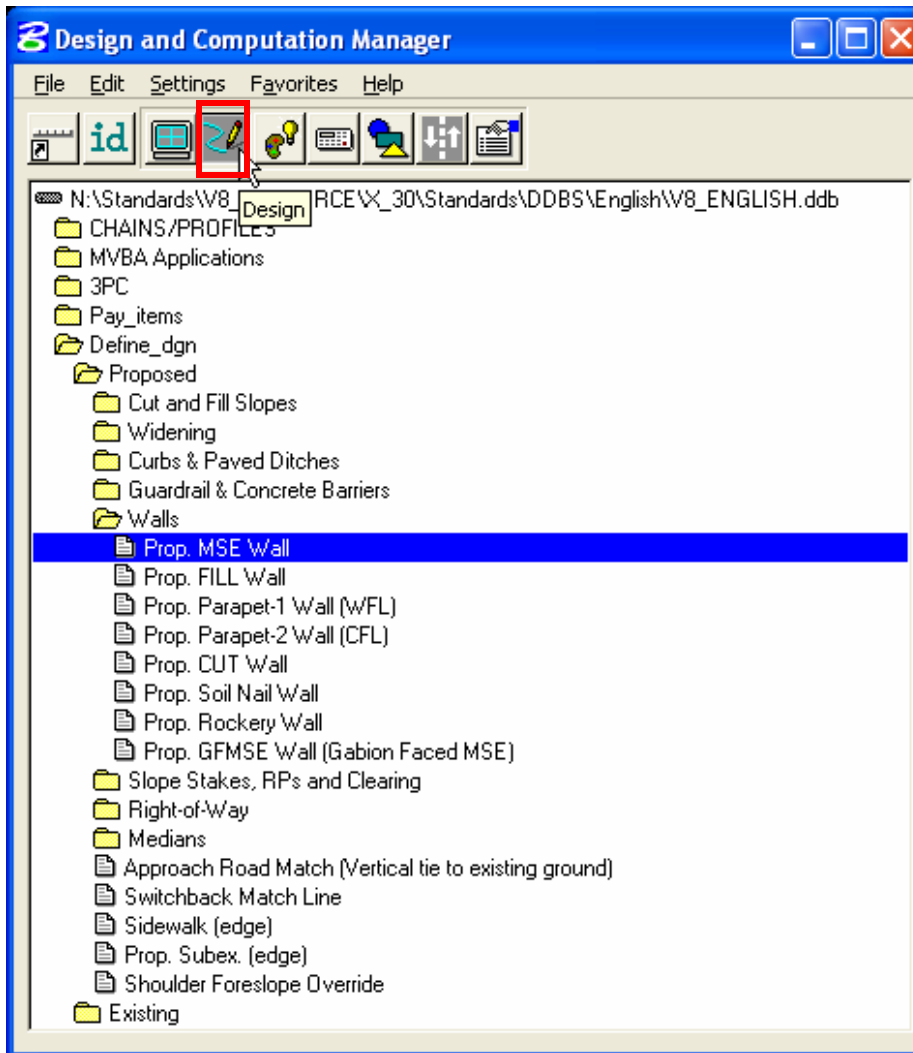 Design and Computation Manager
File Edit Settings Favorites Help
id
N:\Standards\V8_ RCE\X_30\Standards\DDBS\English\V8_ENGLISH.ddb
Design
CHAINS/PROFILES
MVBA Applications
3PC
Pay_items
Define_dgn
Proposed
Cut and Fill Slopes
Widening
Curbs & Paved Ditches
Guardrail & Concrete Barriers
Walls
Prop. MSE Wall
Prop. FILL Wall
Prop. Parapet-1 Wall (WFL)
Prop. Parapet-2 Wall (CFL)
Prop. CUT Wall
Prop. Soil Nail Wall
Prop. Rockery Wall
Prop. GFMSE Wall (Gabion Faced MSE)
Slope Stakes, RPs and Clearing
Right-of-Way
Medians
Approach Road Match (Vertical tie to existing ground)
Switchback Match Line
Sidewalk (edge)
Prop. Subex. (edge)
Shoulder Foreslope Override
Existing